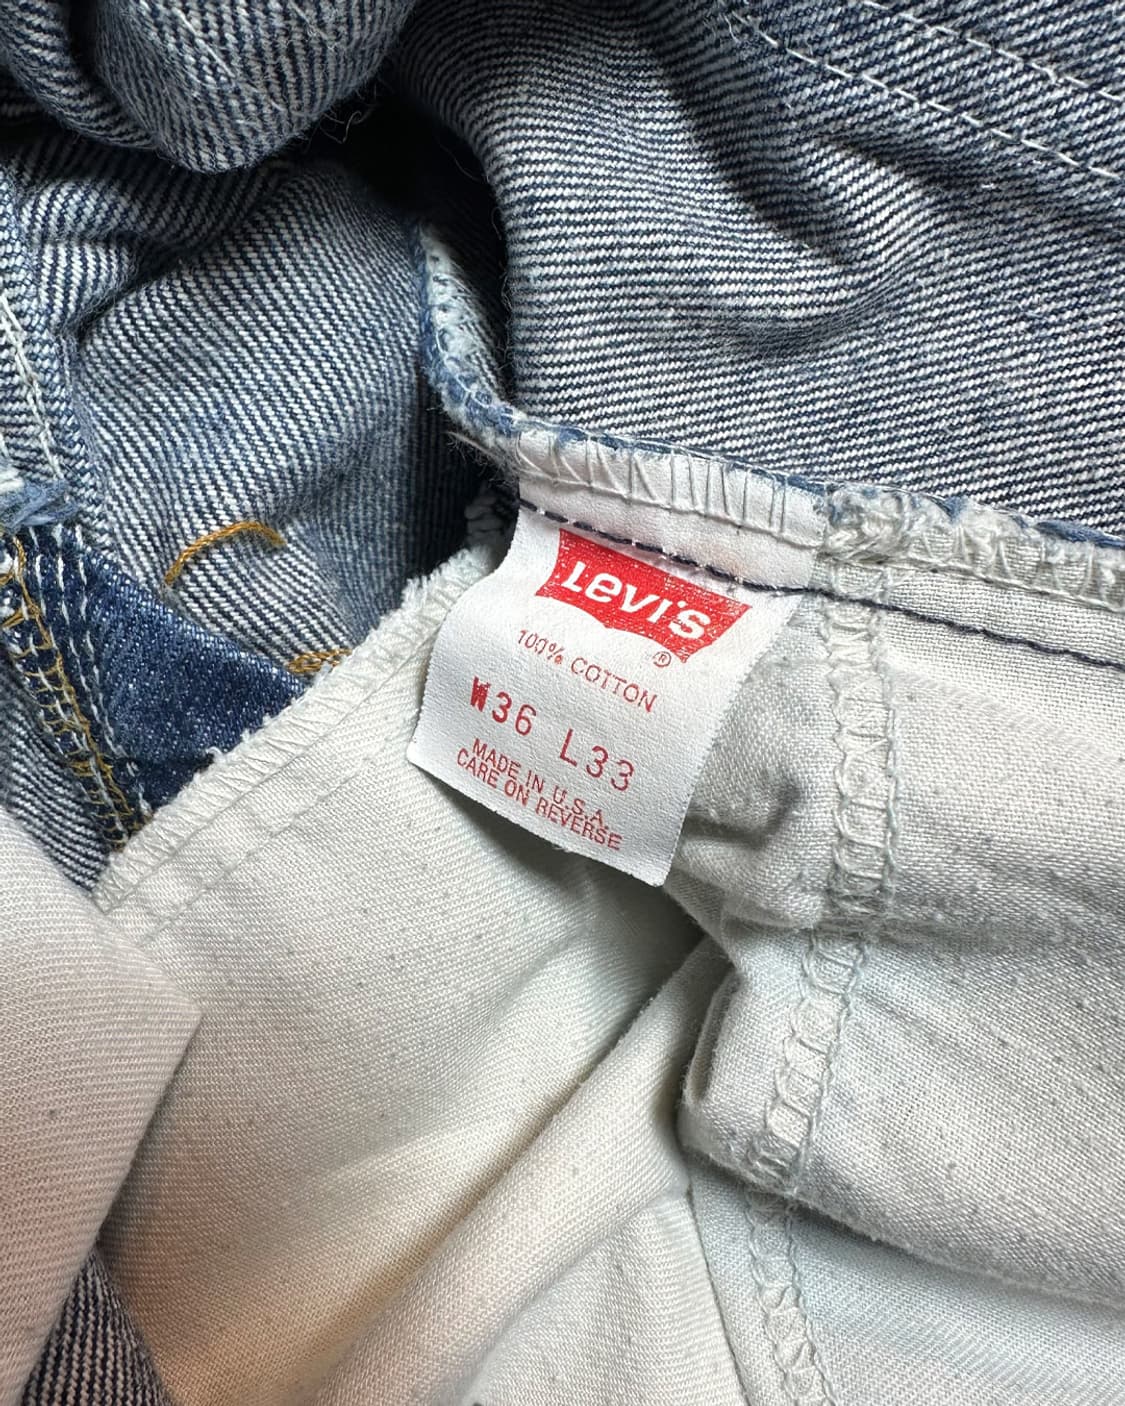 Levi's
®
100% COTTON
W36 L33
MADE IN U.S.A.
CARE ON REVERSE